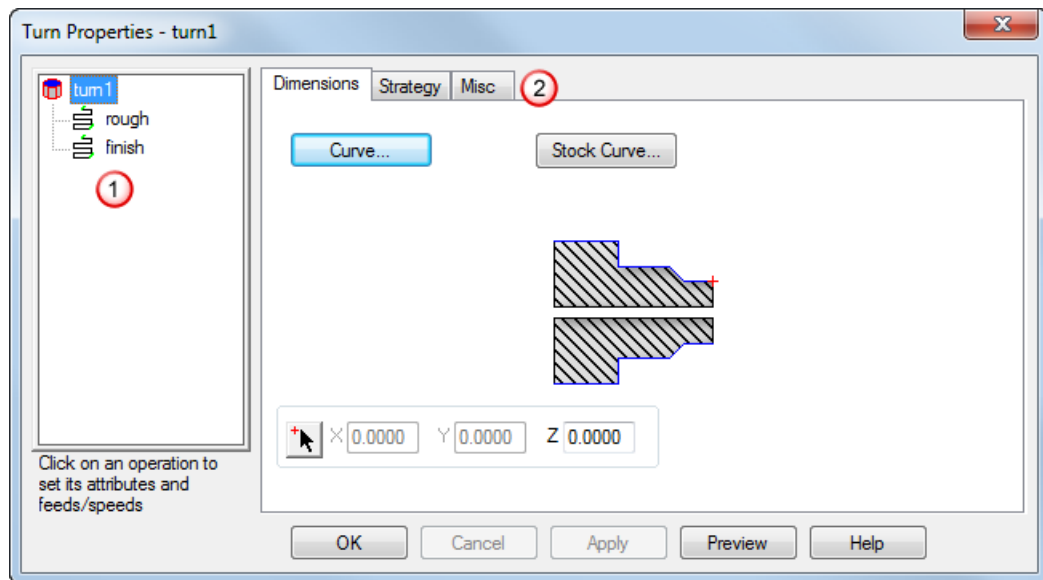 Turn Properties - turn1
turn1
rough
finish
1
Click on an operation to
set its attributes and
feeds/speeds
Dimensions Strategy Misc 2
Curve... Stock Curve...
X 0.0000 Y 0.0000 Z 0.0000
OK Cancel Apply Preview Help